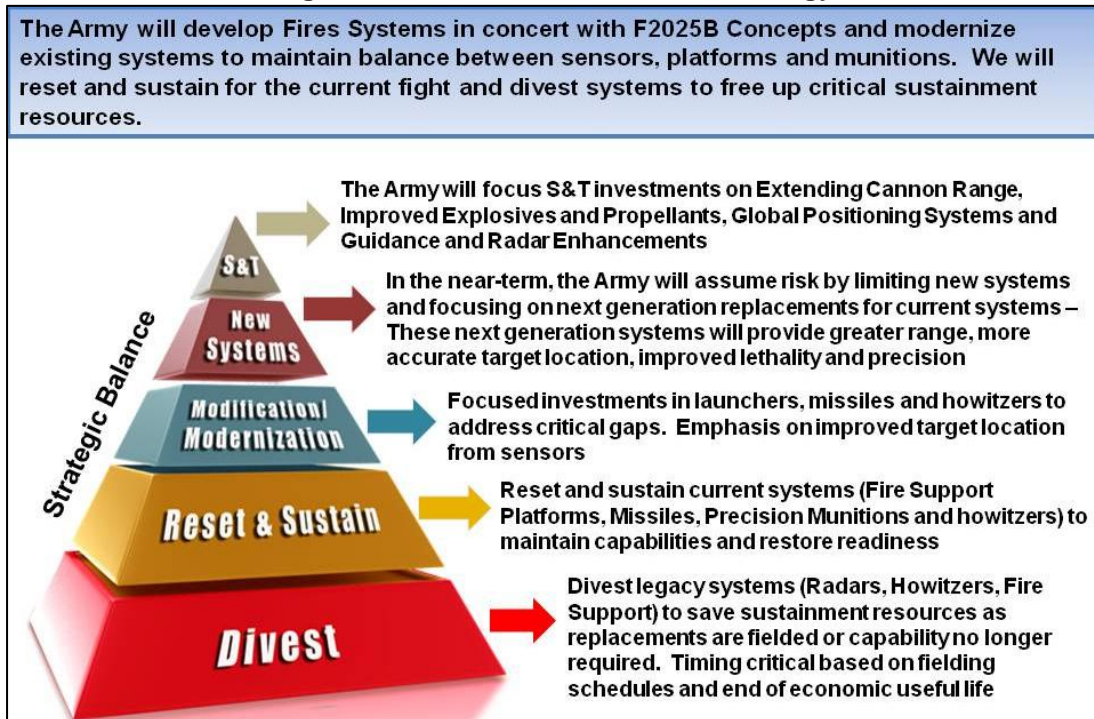 The Army will develop Fires Systems in concert with F2025B Concepts and modernize
existing systems to maintain balance between sensors, platforms and munitions. We will
reset and sustain for the current fight and divest systems to free up critical sustainment
resources.
Strategic Balance
S&T
The Army will focus S&T investments on Extending Cannon Range,
Improved Explosives and Propellants, Global Positioning Systems and
Guidance and Radar Enhancements
New
Systems
In the near-term, the Army will assume risk by limiting new systems
and focusing on next generation replacements for current systems –
These next generation systems will provide greater range, more
accurate target location, improved lethality and precision
Modification/
Modernization
Focused investments in launchers, missiles and howitzers to
address critical gaps. Emphasis on improved target location
from sensors
Reset & Sustain
Reset and sustain current systems (Fire Support
Platforms, Missiles, Precision Munitions and howitzers) to
maintain capabilities and restore readiness
Divest
Divest legacy systems (Radars, Howitzers, Fire
Support) to save sustainment resources as
replacements are fielded or capability no longer
required. Timing critical based on fielding
schedules and end of economic useful life